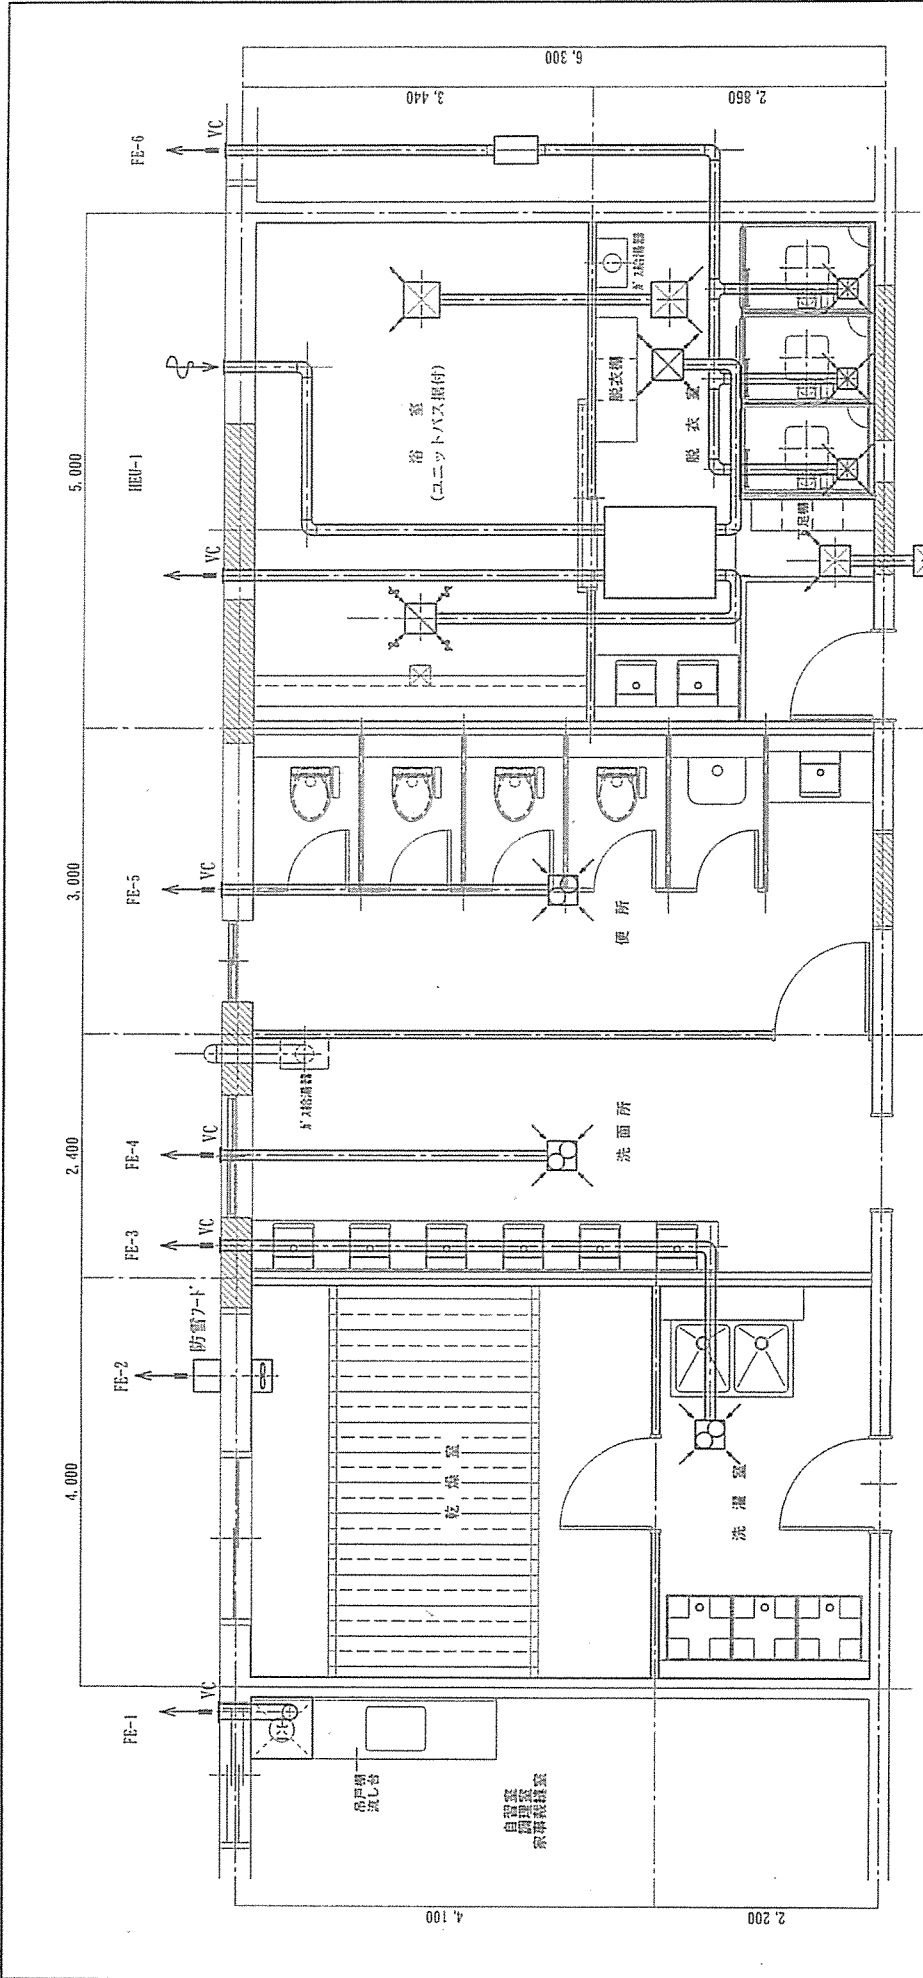 6,300
3,440
2,860
FE-6
VC
5,000
HEU-1
VC
浴 室
(ユニットバス据付)
ガス給湯器
脱衣棚
脱 衣 室
下足棚
3,000
FE-5
VC
便 所
ガス給湯器
2,400
FE-4
VC
洗 面 所
FE-3
VC
防雪フード
FE-2
4,000
乾 燥 室
洗 濯 室
FE-1
VC
吊戸棚
流し台
自習室
調理室
家事裁縫室
4,100
2,200